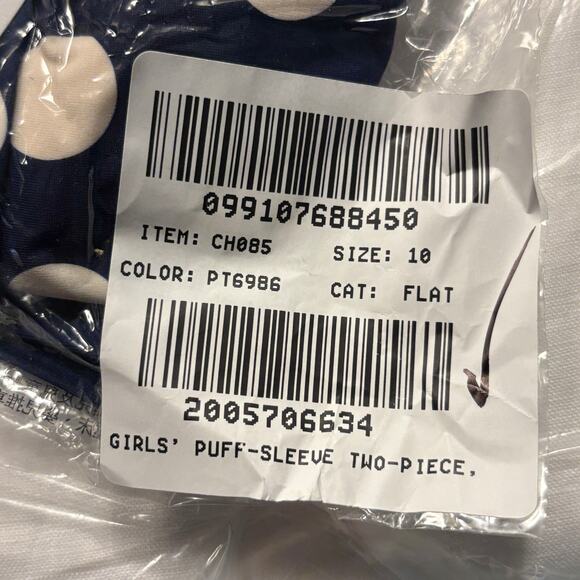 099107688450
ITEM: CH085 SIZE: 10
COLOR: PT6986 CAT: FLAT
2005706634
GIRLS' PUFF-SLEEVE TWO-PIECE,